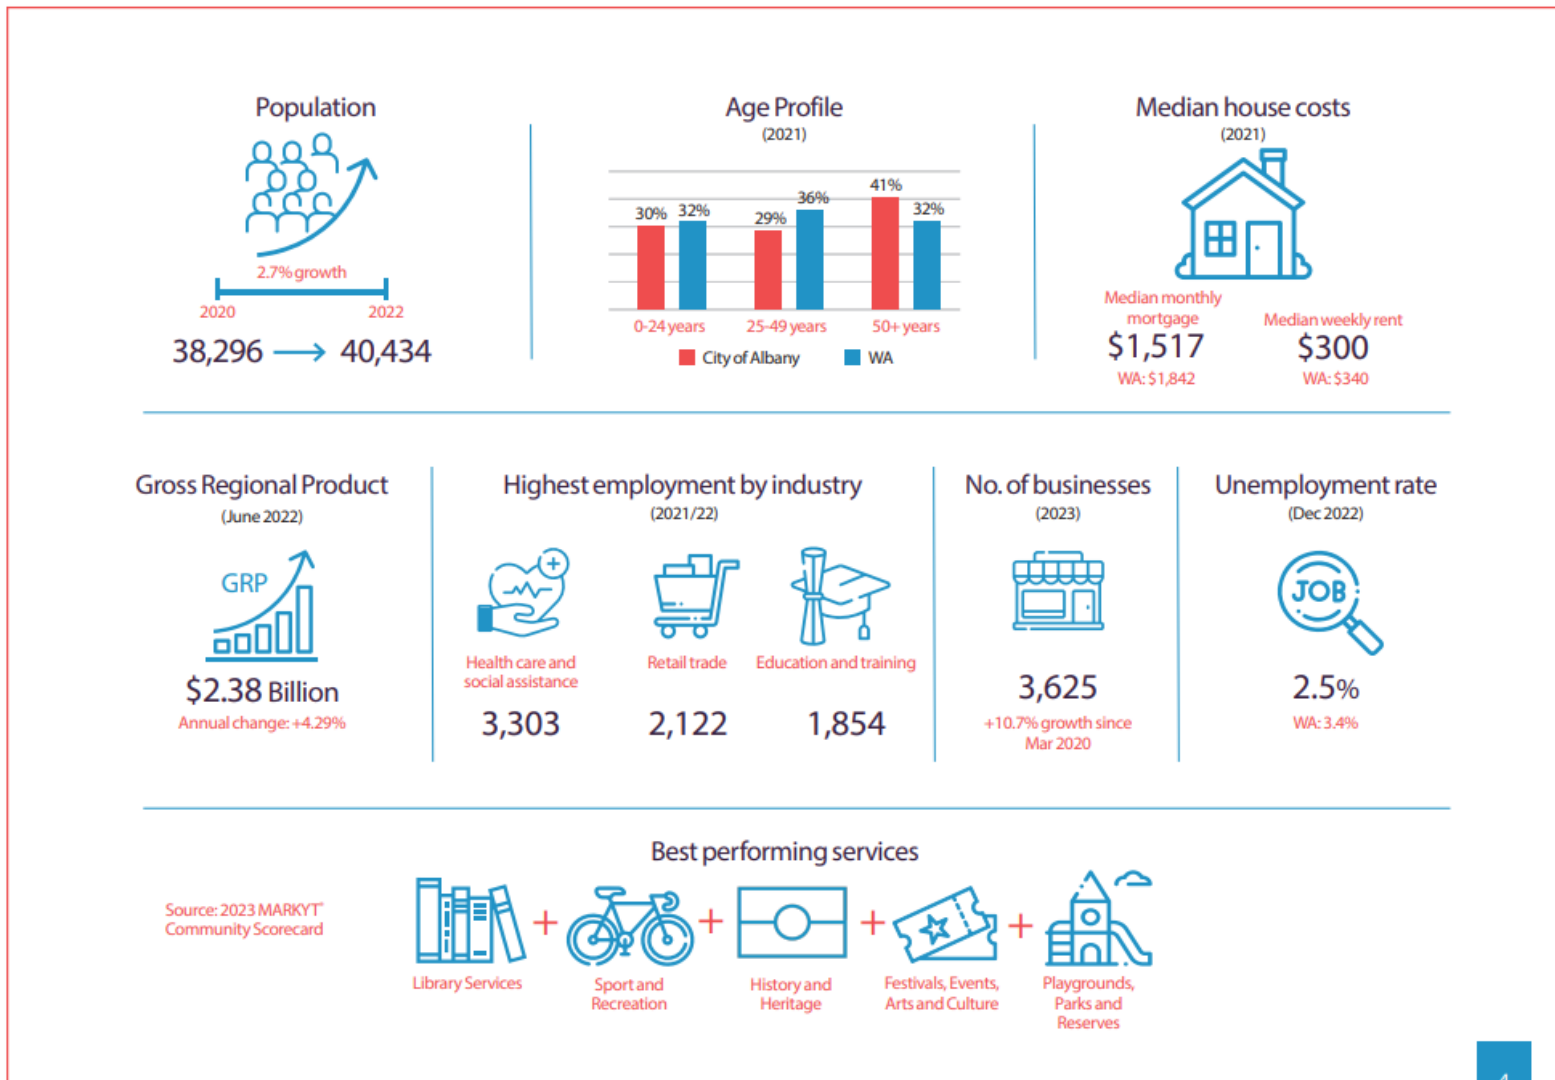 Population
2.7% growth
2020
2022
38,296
40,434
Age Profile
(2021)
30%
32%
29%
36%
41%
32%
0-24 years
25-49 years
50+ years
City of Albany
WA
Median house costs
(2021)
Median monthly
mortgage
$1,517
WA: $1,842
Median weekly rent
$300
WA: $340
Gross Regional Product
(June 2022)
GRP
$2.38 Billion
Annual change: +4.29%
Highest employment by industry
(2021/22)
Health care and
social assistance
3,303
Retail trade
2,122
Education and training
1,854
No. of businesses
(2023)
3,625
+10.7% growth since
Mar 2020
Unemployment rate
(Dec 2022)
JOB
2.5%
WA: 3.4%
Best performing services
Source: 2023 MARKYT®
Community Scorecard
Library Services
+
Sport and
Recreation
+
History and
Heritage
+
Festivals, Events,
Arts and Culture
+
Playgrounds,
Parks and
Reserves